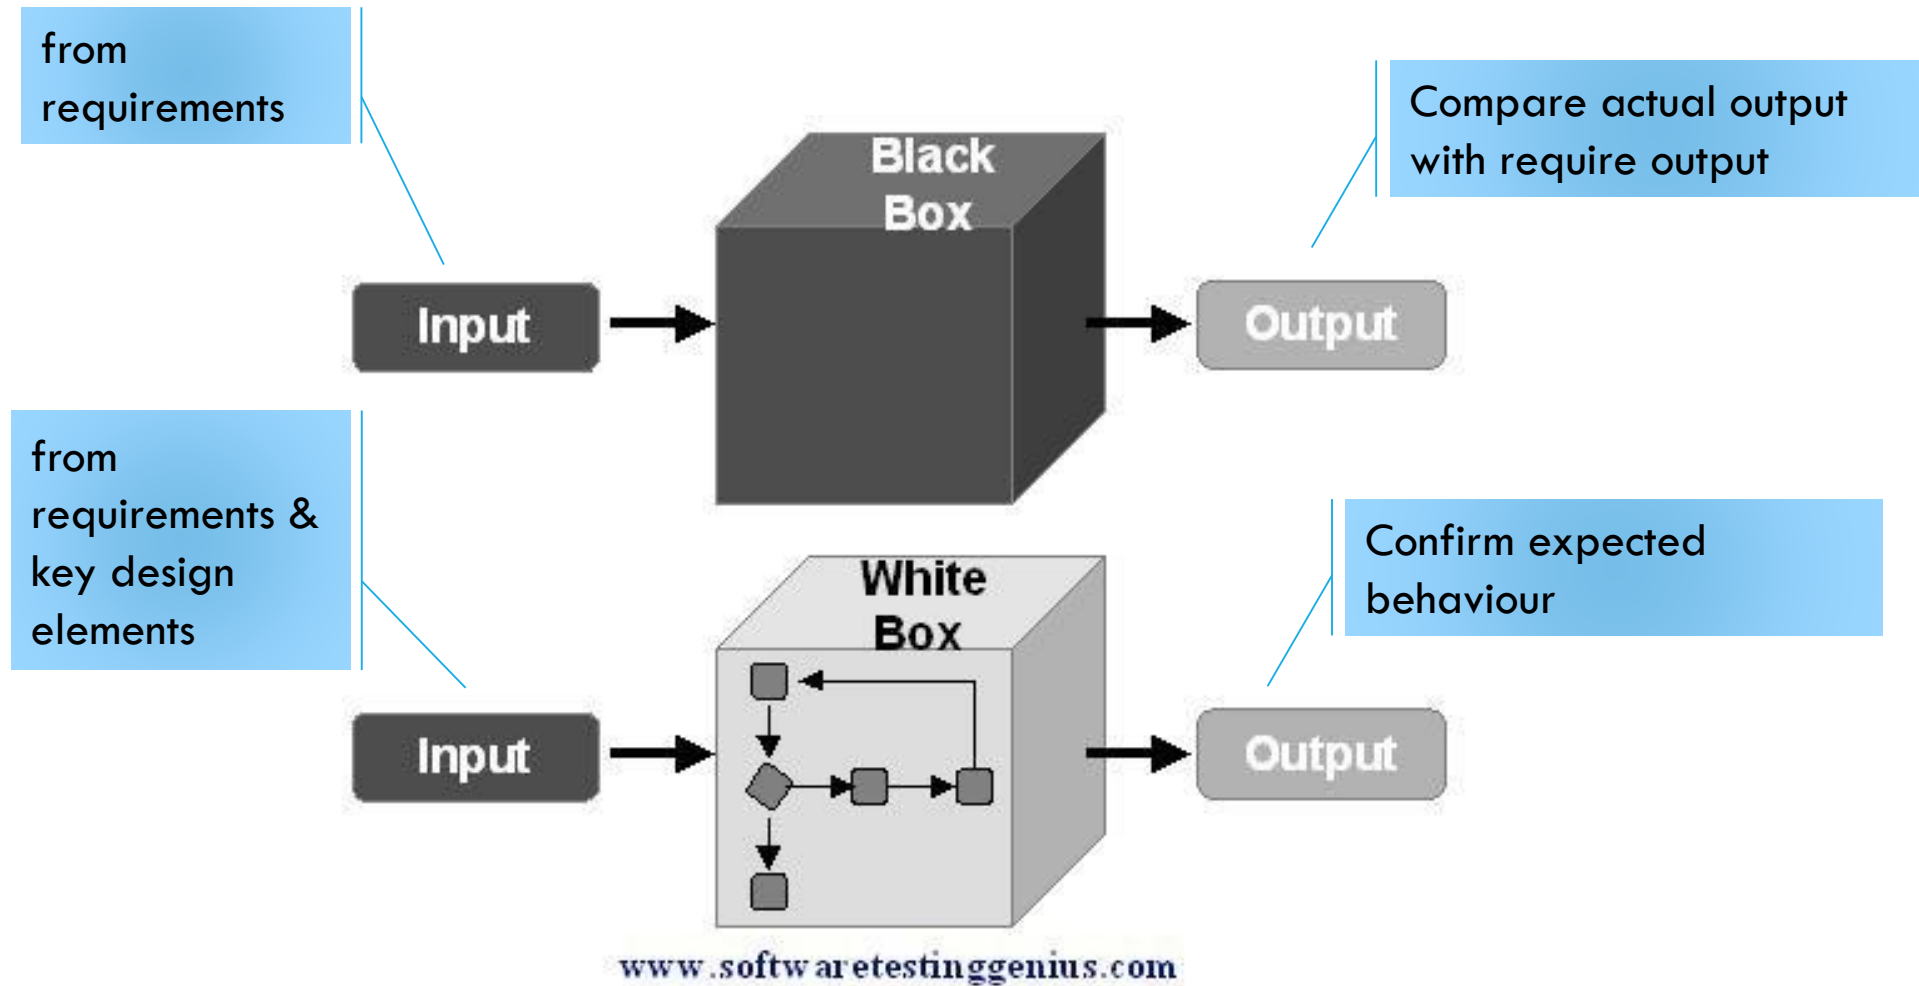 from
requirements
Compare actual output
with require output
Black
Box
Input
Output
from
requirements &
key design
elements
Confirm expected
behaviour
White
Box
Input
Output
www.softwaretestinggenius.com